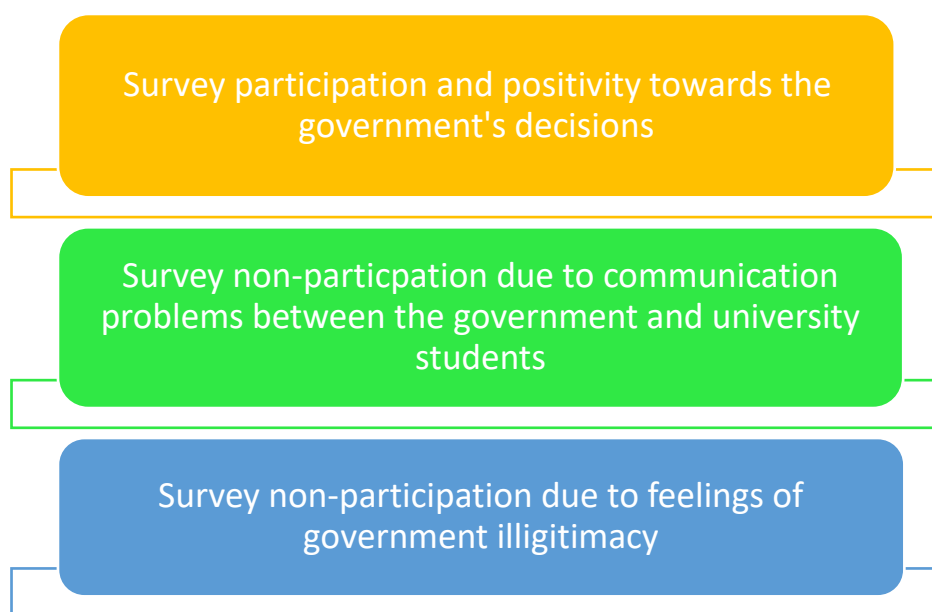 Survey participation and positivity towards the
government's decisions
Survey non-particpation due to communication
problems between the government and university
students
Survey non-participation due to feelings of
government illigitimacy